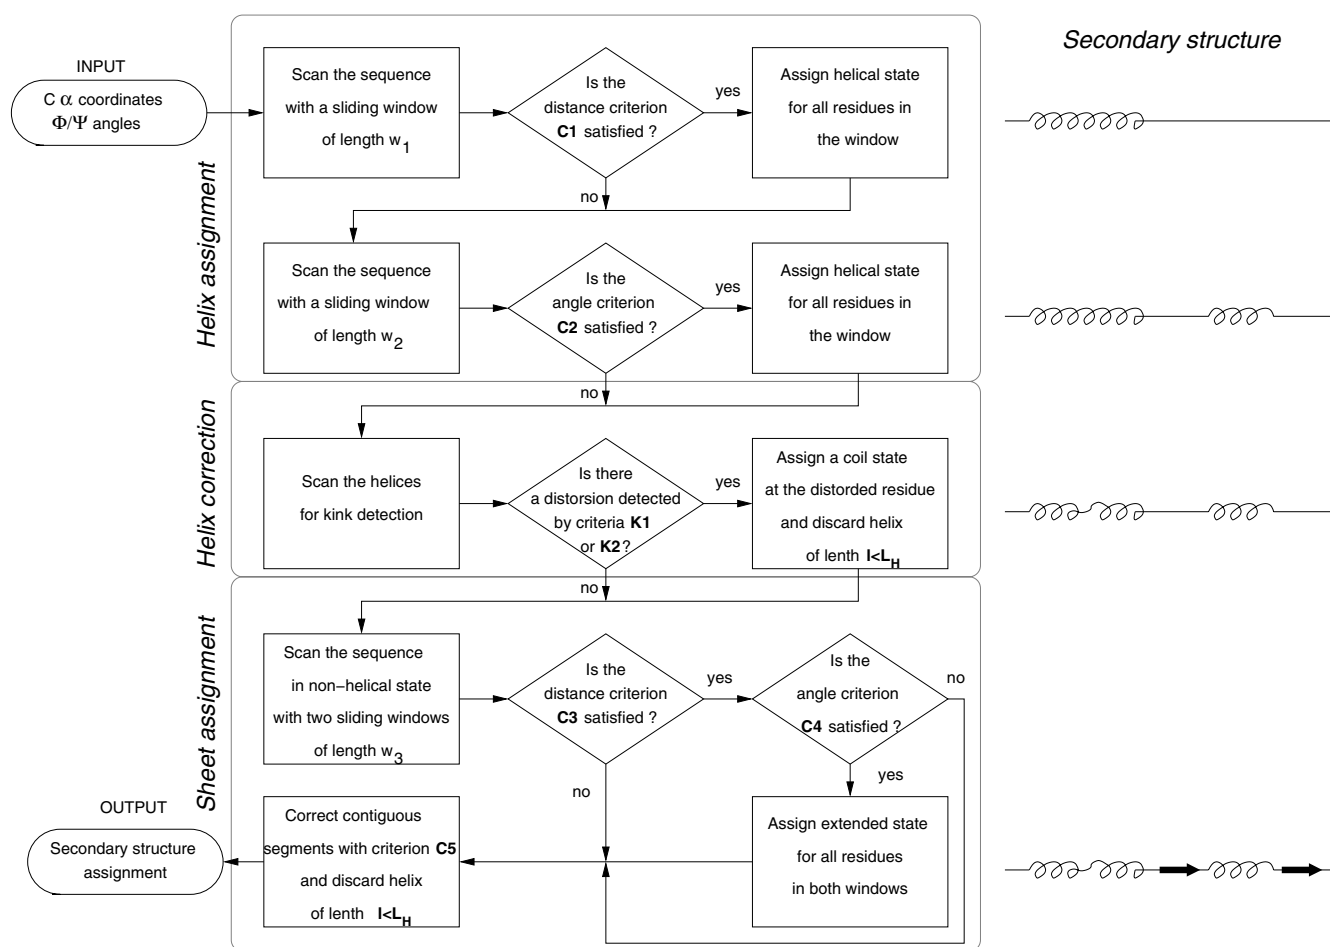 Secondary structure
INPUT
C α coordinates
Φ/Ψ angles
Helix assignment
Scan the sequence
with a sliding window
of length w1
Is the
distance criterion
C1 satisfied ?
yes
no
Assign helical state
for all residues in
the window
Scan the sequence
with a sliding window
of length w2
Is the
angle criterion
C2 satisfied ?
yes
no
Assign helical state
for all residues in
the window
Helix correction
Scan the helices
for kink detection
Is there
a distorsion detected
by criteria K1
or K2?
yes
no
Assign a coil state
at the distorded residue
and discard helix
of lenth l<LH
Sheet assignment
Scan the sequence
in non-helical state
with two sliding windows
of length w3
Is the
distance criterion
C3 satisfied ?
yes
no
Is the
angle criterion
C4 satisfied ?
no
yes
Assign extended state
for all residues
in both windows
Correct contiguous
segments with criterion C5
and discard helix
of lenth l<LH
OUTPUT
Secondary structure
assignment